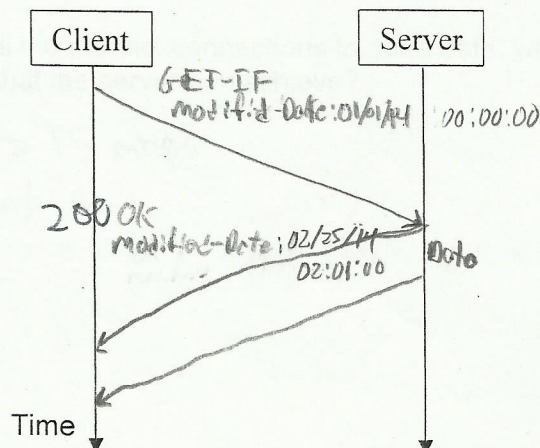 Client
Server
GET-IF
modifid-Date:01/01/14 00:00:00
200 OK
modified-Date: 02/25/14
02:01:00
Data
Time